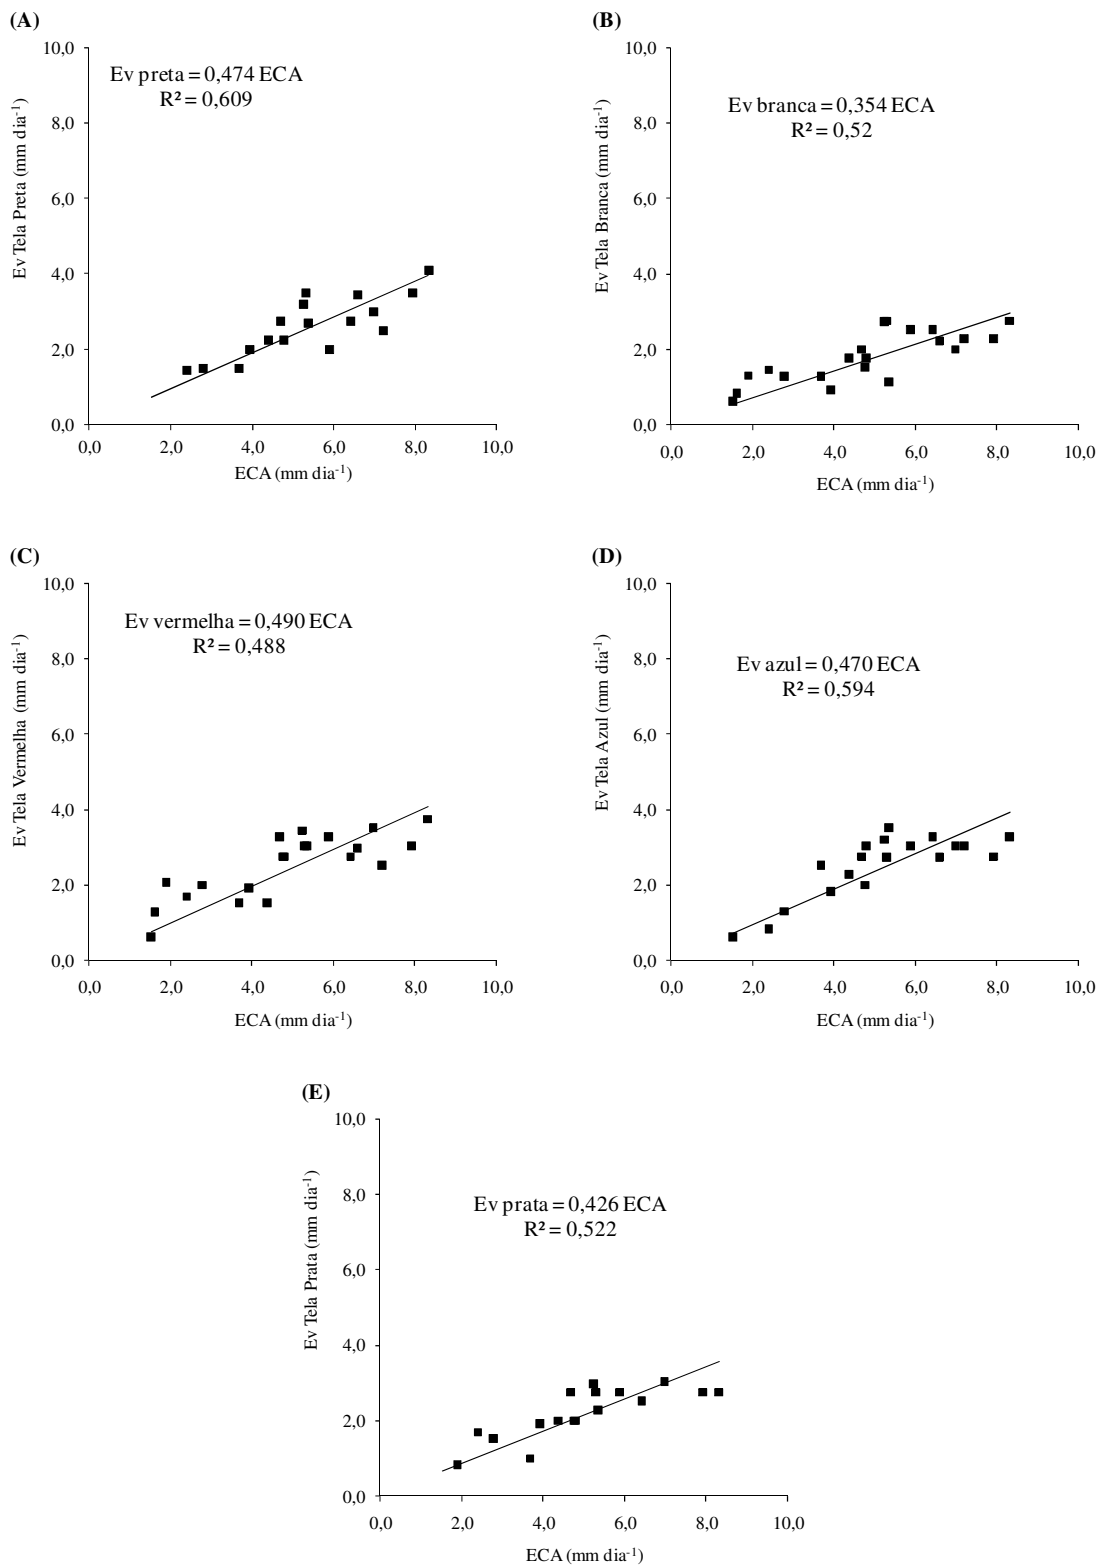 (A)
10,0
8,0
6,0
4,0
2,0
0,0
Ev Tela Preta (mm dia⁻¹)
Ev preta = 0,474 ECA
R² = 0,609
0,0 2,0 4,0 6,0 8,0 10,0
ECA (mm dia⁻¹)
(B)
10,0
8,0
6,0
4,0
2,0
0,0
Ev Tela Branca (mm dia⁻¹)
Ev branca = 0,354 ECA
R² = 0,52
0,0 2,0 4,0 6,0 8,0 10,0
ECA (mm dia⁻¹)
(C)
10,0
8,0
6,0
4,0
2,0
0,0
Ev Tela Vermelha (mm dia⁻¹)
Ev vermelha = 0,490 ECA
R² = 0,488
0,0 2,0 4,0 6,0 8,0 10,0
ECA (mm dia⁻¹)
(D)
10,0
8,0
6,0
4,0
2,0
0,0
Ev Tela Azul (mm dia⁻¹)
Ev azul = 0,470 ECA
R² = 0,594
0,0 2,0 4,0 6,0 8,0 10,0
ECA (mm dia⁻¹)
(E)
10,0
8,0
6,0
4,0
2,0
0,0
Ev Tela Prata (mm dia⁻¹)
Ev prata = 0,426 ECA
R² = 0,522
0,0 2,0 4,0 6,0 8,0 10,0
ECA (mm dia⁻¹)